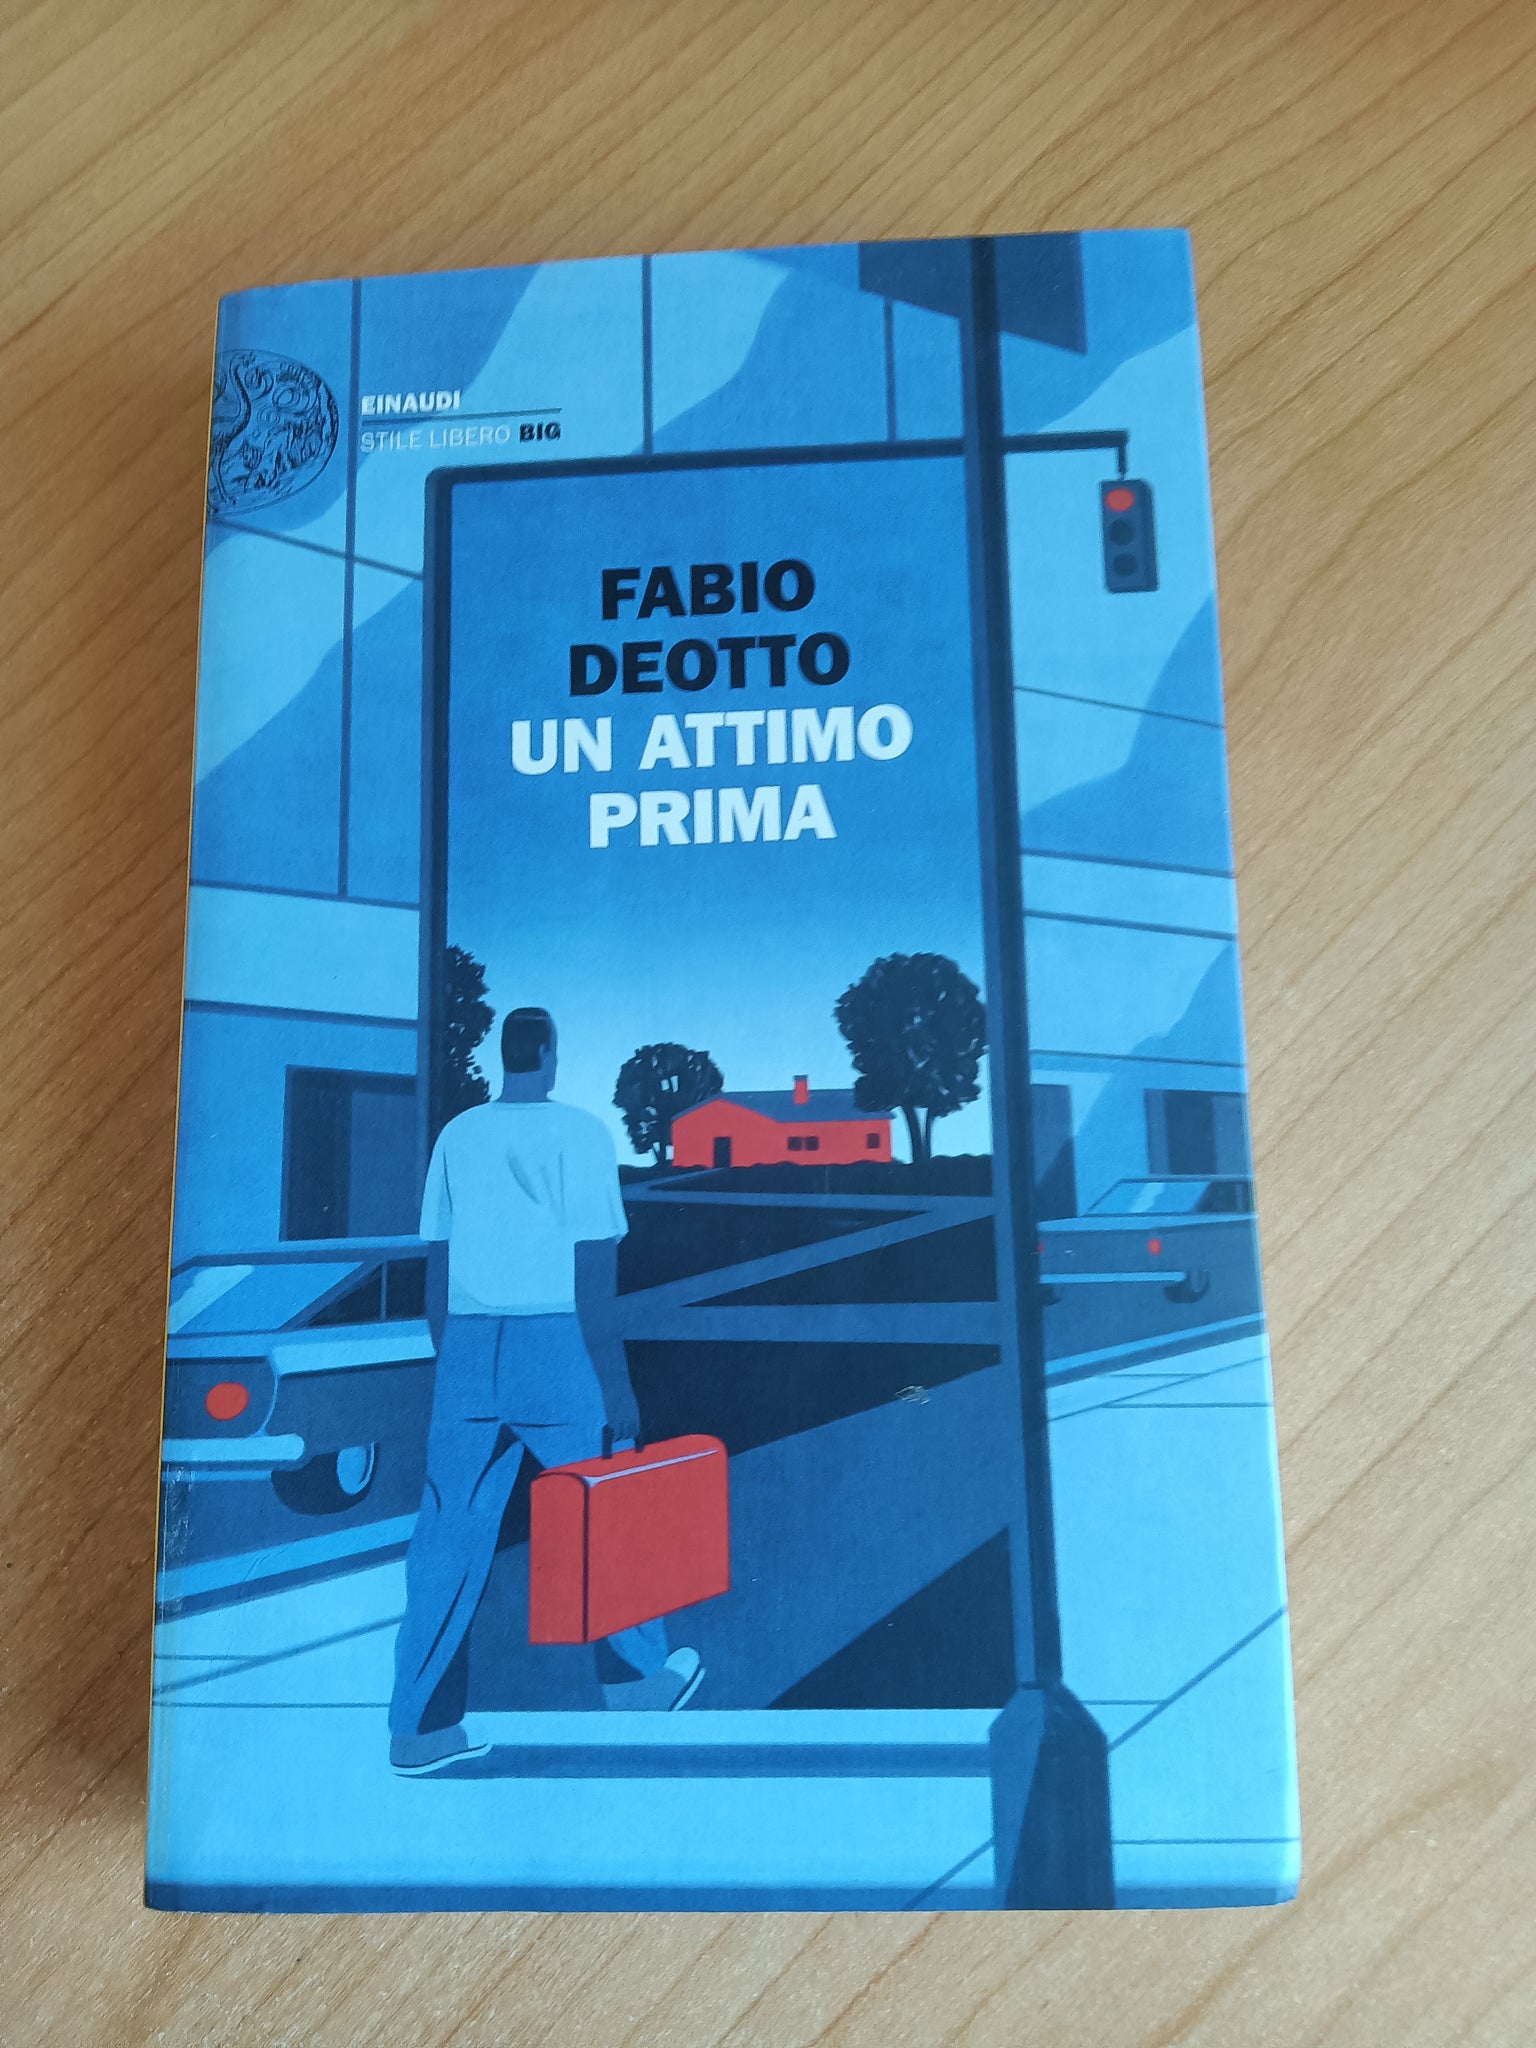 EINAUDI
STILE LIBERO BIG
FABIO
DEOTTO
UN ATTIMO
PRIMA